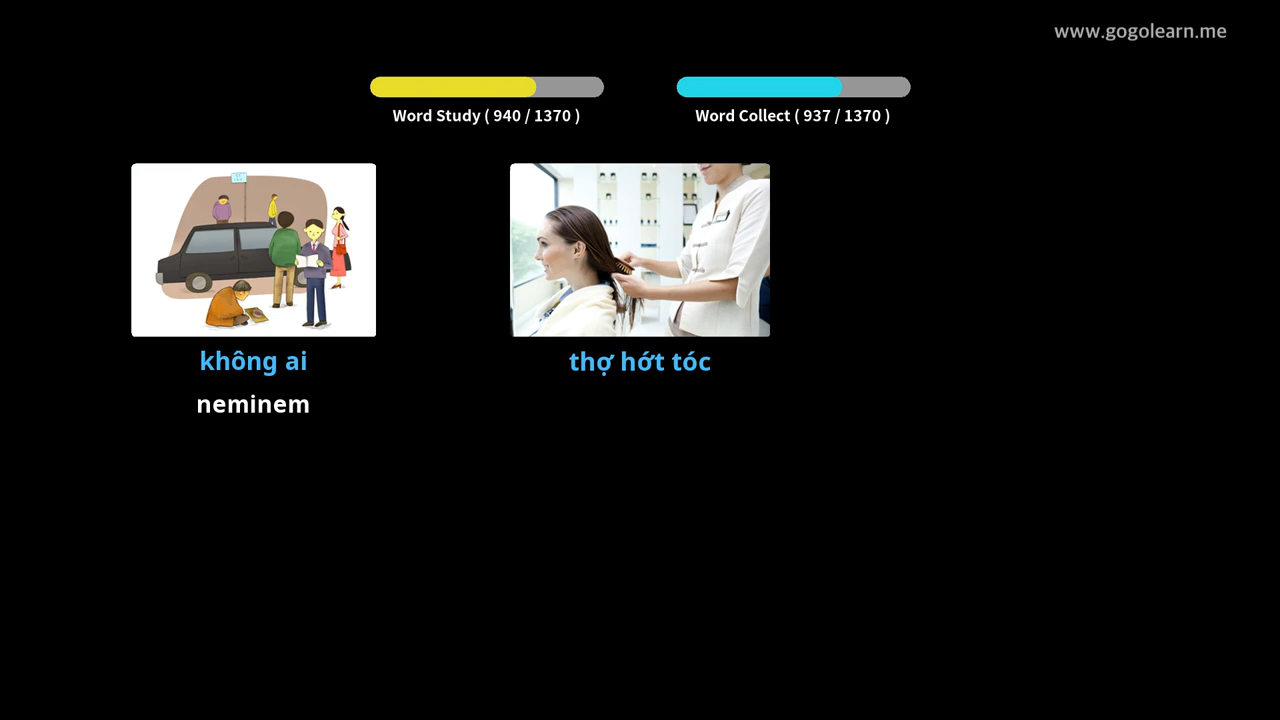 www.gogolearn.me
Word Study ( 940 / 1370 )
Word Collect ( 937 / 1370 )
không ai
neminem
thợ hớt tóc